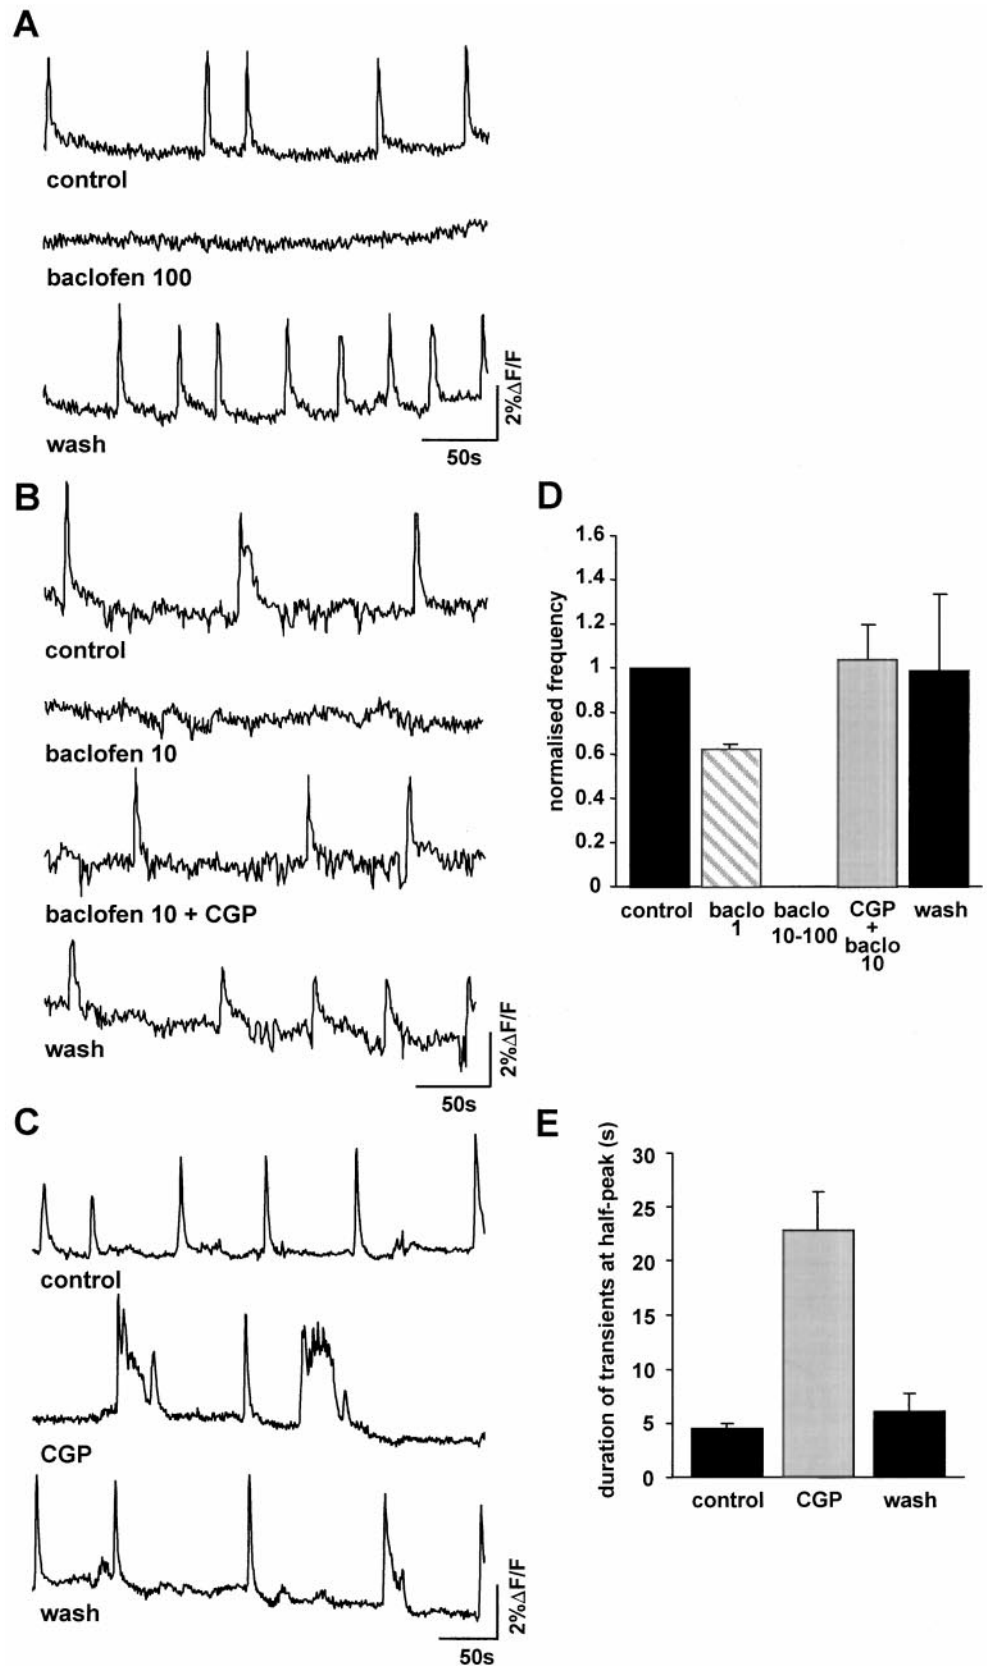 A
control
baclofen 100
wash
2%ΔF/F
50s
B
control
baclofen 10
baclofen 10 + CGP
wash
2%ΔF/F
50s
C
control
CGP
wash
2%ΔF/F
50s
D
normalised frequency
1.6
1.4
1.2
1
0.8
0.6
0.4
0.2
0
control
baclo
1
baclo
10-100
CGP
+
baclo
10
wash
E
duration of transients at half-peak (s)
30
25
20
15
10
5
0
control
CGP
wash